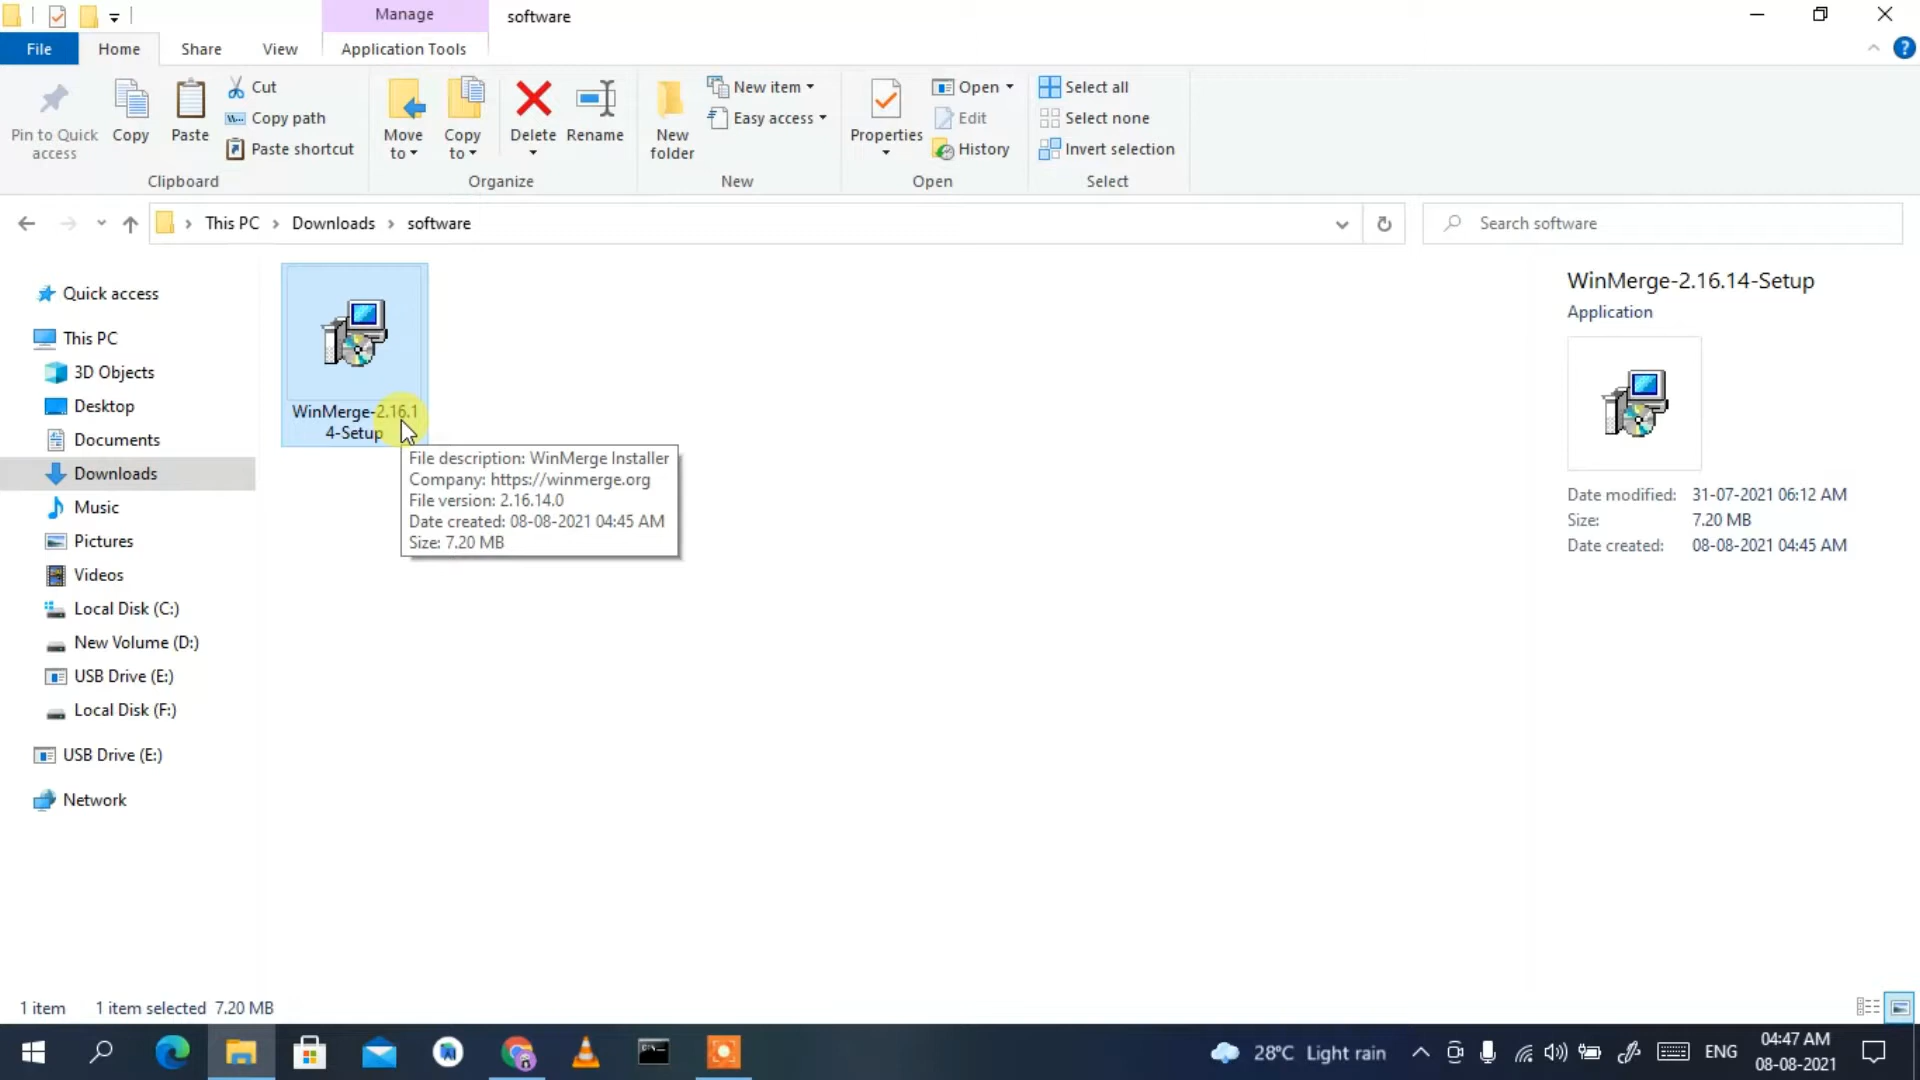 Manage
software
File
Home
Share
View
Application Tools
Pin to Quick
access
Copy
Paste
Cut
Copy path
Paste shortcut
Clipboard
Move
to
Copy
to
Delete
Rename
Organize
New
folder
New item
Easy access
New
Properties
Open
Edit
History
Open
Select all
Select none
Invert selection
Select
This PC > Downloads > software
Search software
Quick access
This PC
3D Objects
Desktop
Documents
Downloads
Music
Pictures
Videos
Local Disk (C:)
New Volume (D:)
USB Drive (E:)
Local Disk (F:)
USB Drive (E:)
Network
WinMerge-2.16.1
4-Setup
File description: WinMerge Installer
Company: https://winmerge.org
File version: 2.16.14.0
Date created: 08-08-2021 04:45 AM
Size: 7.20 MB
WinMerge-2.16.14-Setup
Application
Date modified: 31-07-2021 06:12 AM
Size: 7.20 MB
Date created: 08-08-2021 04:45 AM
1 item 1 item selected 7.20 MB
28°C Light rain
ENG
04:47 AM
08-08-2021